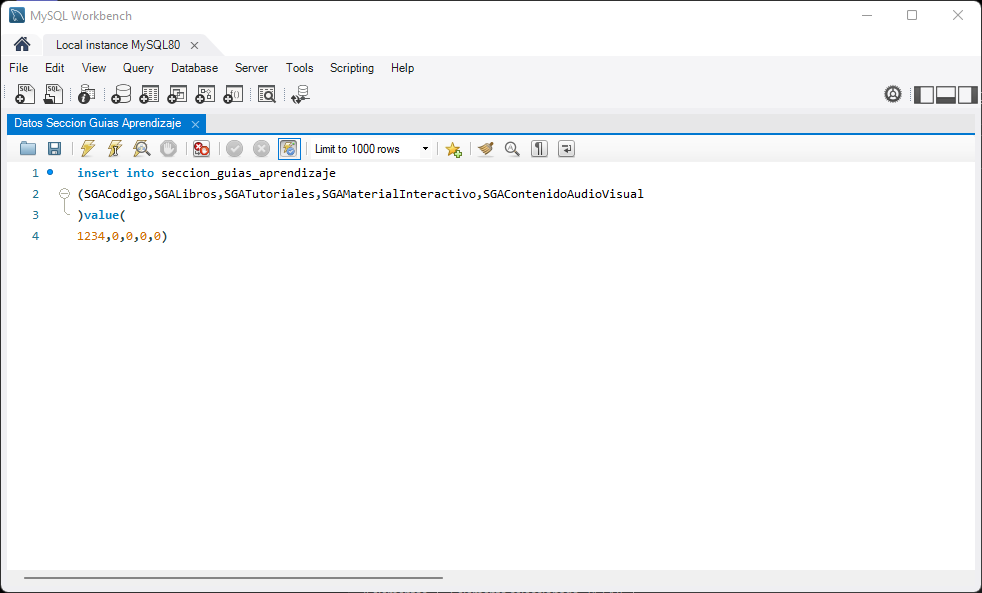 MySQL Workbench
Local instance MySQL80
File Edit View Query Database Server Tools Scripting Help
Datos Seccion Guias Aprendizaje
Limit to 1000 rows
1 insert into seccion_guias_aprendizaje
2 (SGACodigo,SGALibros,SGATutoriales,SGAMaterialInteractivo,SGAContenidoAudioVisual
3 )value(
4 1234,0,0,0,0)